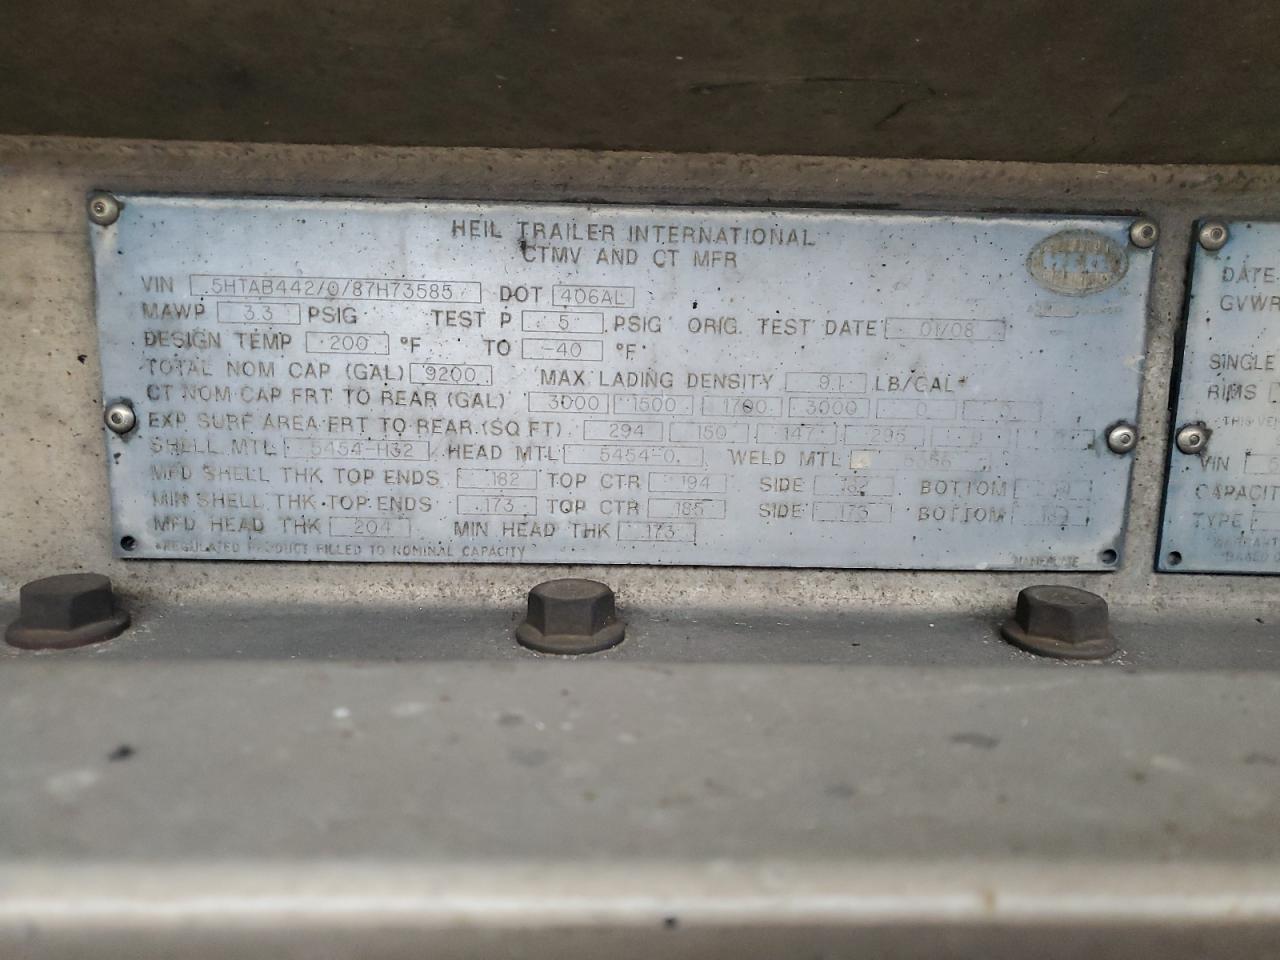 HEIL TRAILER INTERNATIONAL
CTMV AND CT MFR
HEIL
VIN 5HTAB442/0/87H73585 DOT 406AL
MAWP 3.3 PSIG TEST P 5 PSIG ORIG. TEST DATE 01/08
DESIGN TEMP 200 °F TO -40 °F
TOTAL NOM CAP (GAL) 9200 MAX LADING DENSITY 9.1 LB/GAL*
CT NOM CAP FRT TO REAR (GAL) 3000 1500 1700 3000 0
EXP SURF AREA FRT TO REAR (SQ FT) 294 150 147 295 0
SHELL MTL 5454-H32 HEAD MTL 5454-0 WELD MTL 5556
MFD SHELL THK TOP ENDS .182 TOP CTR .194 SIDE BOTTOM
MIN SHELL THK TOP ENDS .173 TOP CTR .185 SIDE .173 BOTTOM
MFD HEAD THK .204 MIN HEAD THK .173
*REGULATED PRODUCT FILLED TO NOMINAL CAPACITY
NAMEPLATE
DATE
GVWR
SINGLE
RIMS
THIS VE
VIN
CAPACIT
TYPE